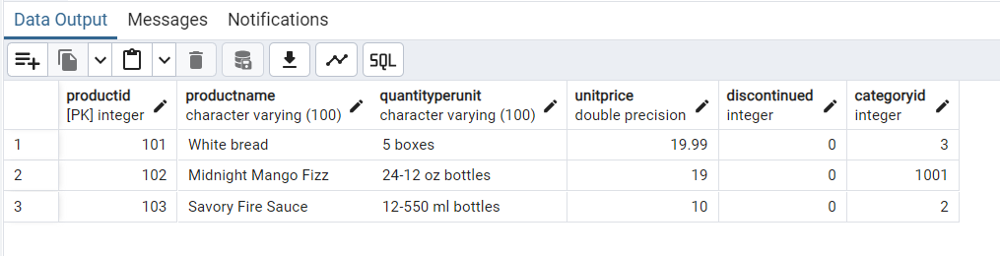 Data Output Messages Notifications
SQL
productid productname quantityperunit unitprice discontinued categoryid
[PK] integer character varying (100) character varying (100) double precision integer integer
1 101 White bread 5 boxes 19.99 0 3
2 102 Midnight Mango Fizz 24-12 oz bottles 19 0 1001
3 103 Savory Fire Sauce 12-550 ml bottles 10 0 2